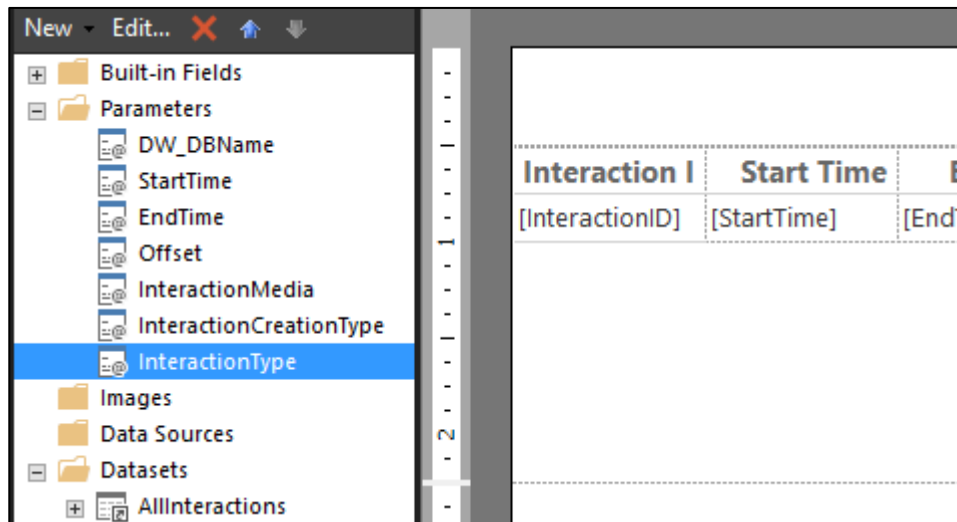 New Edit...
Built-in Fields
Parameters
DW_DBName
StartTime
EndTime
Offset
InteractionMedia
InteractionCreationType
InteractionType
Images
Data Sources
Datasets
AllInteractions
1
2
Interaction I Start Time E
[InteractionID] [StartTime] [End